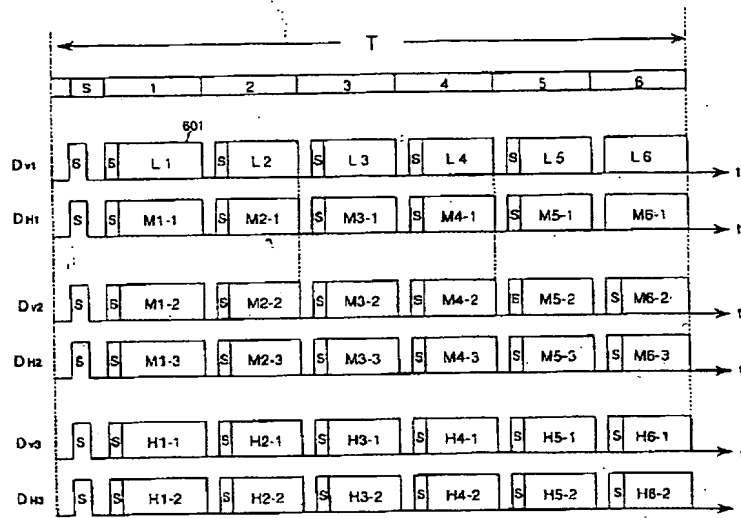 T
S 1 2 3 4 5 6
601
Dv1 S S L1 S L2 S L3 S L4 S L5 L6 t
DH1 S S M1-1 S M2-1 S M3-1 S M4-1 S M5-1 M6-1 t
Dv2 S S M1-2 S M2-2 S M3-2 S M4-2 S M5-2 S M6-2 t
DH2 S S M1-3 S M2-3 S M3-3 S M4-3 S M5-3 S M6-3 t
Dv3 S S H1-1 S H2-1 S H3-1 S H4-1 S H5-1 S H6-1
DH3 S S H1-2 S H2-2 S H3-2 S H4-2 S H5-2 S H6-2